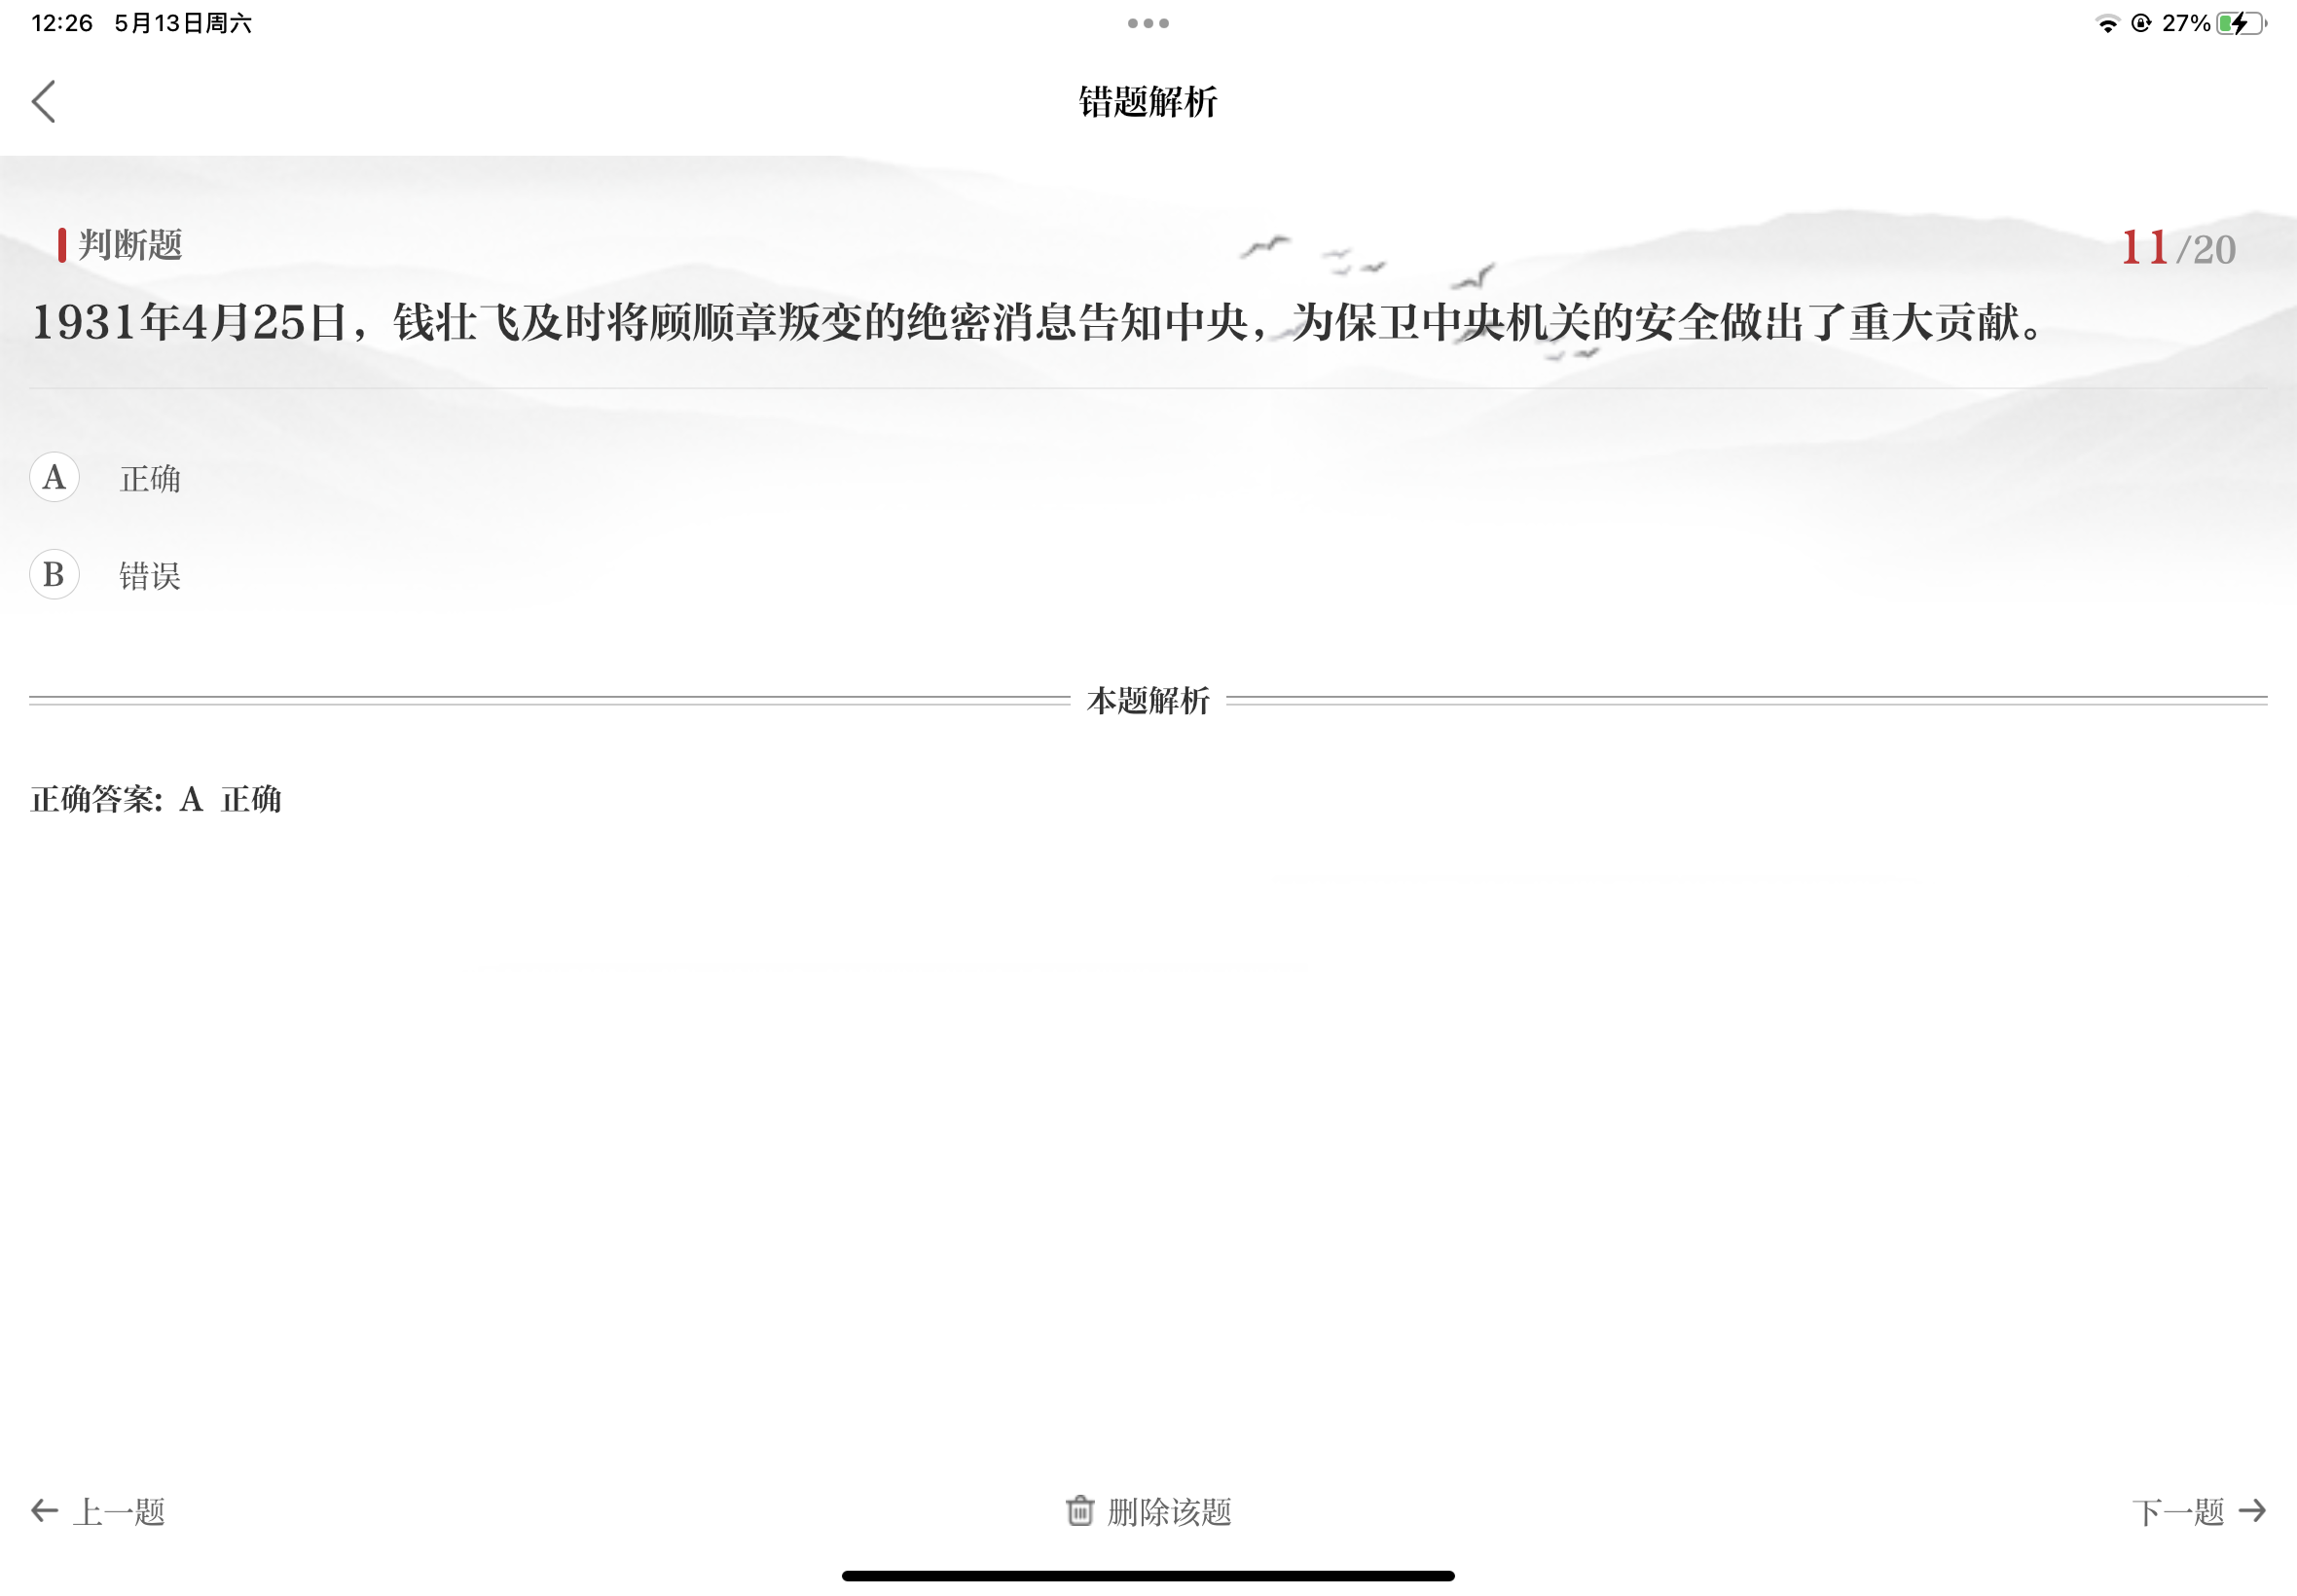 12:26 5月13日周六
27%
错题解析
判断题
11/20
1931年4月25日，钱壮飞及时将顾顺章叛变的绝密消息告知中央，为保卫中央机关的安全做出了重大贡献。
A 正确
B 错误
本题解析
正确答案: A 正确
上一题
删除该题
下一题